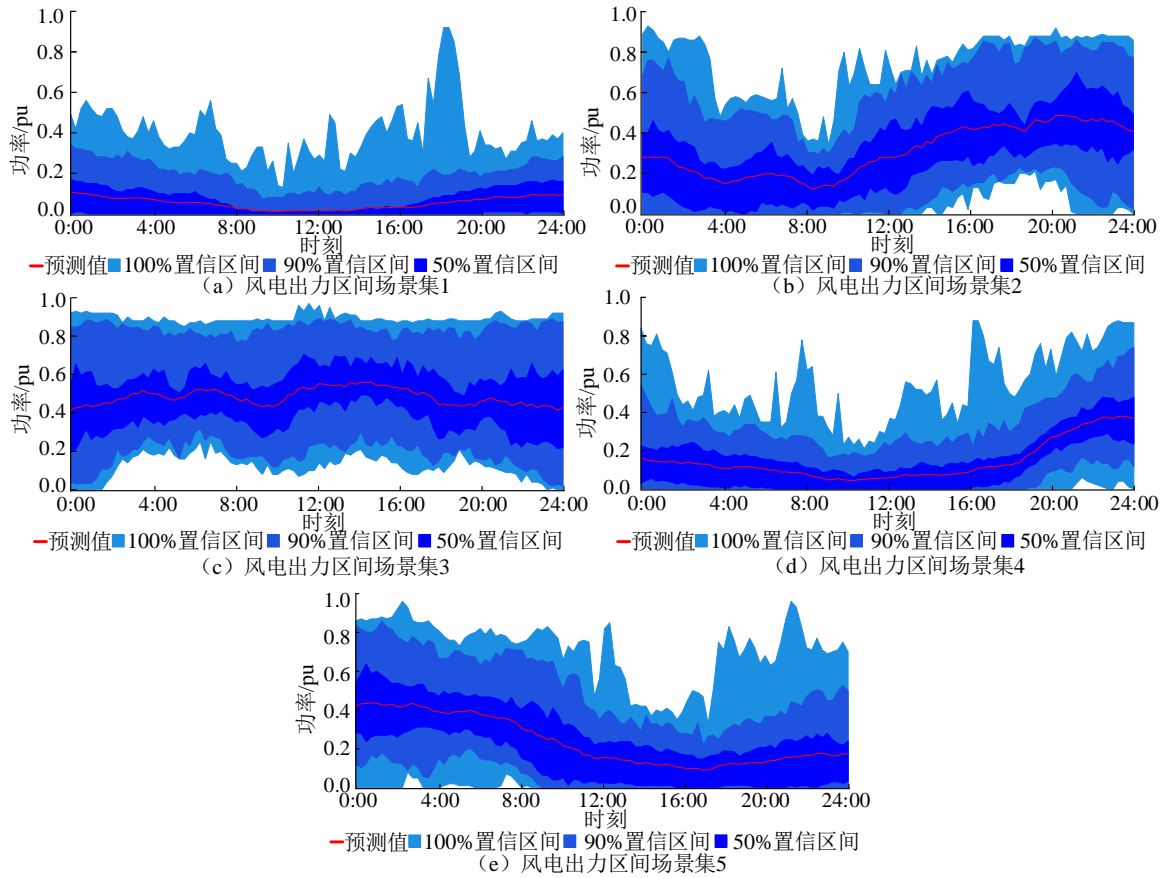 1.0
0.8
0.6
0.4
0.2
0.0
功率/pu
0:00 4:00 8:00 12:00 16:00 20:00 24:00
时刻
预测值 100%置信区间 90%置信区间 50%置信区间
（a）风电出力区间场景集1
1.0
0.8
0.6
0.4
0.2
0.0
功率/pu
0:00 4:00 8:00 12:00 16:00 20:00 24:00
时刻
预测值 100%置信区间 90%置信区间 50%置信区间
（b）风电出力区间场景集2
1.0
0.8
0.6
0.4
0.2
0.0
功率/pu
0:00 4:00 8:00 12:00 16:00 20:00 24:00
时刻
预测值 100%置信区间 90%置信区间 50%置信区间
（c）风电出力区间场景集3
1.0
0.8
0.6
0.4
0.2
0.0
功率/pu
0:00 4:00 8:00 12:00 16:00 20:00 24:00
时刻
预测值 100%置信区间 90%置信区间 50%置信区间
（d）风电出力区间场景集4
1.0
0.8
0.6
0.4
0.2
0.0
功率/pu
0:00 4:00 8:00 12:00 16:00 20:00 24:00
时刻
预测值 100%置信区间 90%置信区间 50%置信区间
（e）风电出力区间场景集5